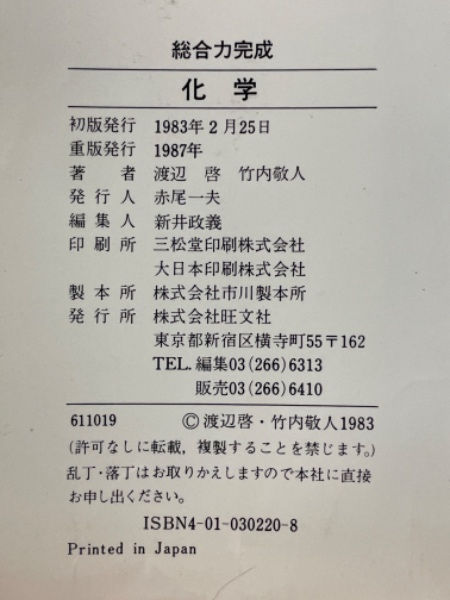 総合力完成
化学
初版発行 1983年2月25日
重版発行 1987年
著者 渡辺 啓 竹内敬人
発行人 赤尾一夫
編集人 新井政義
印刷所 三松堂印刷株式会社
大日本印刷株式会社
製本所 株式会社市川製本所
発行所 株式会社旺文社
東京都新宿区横寺町55〒162
TEL.編集03(266)6313
販売03(266)6410
611019 ©渡辺啓・竹内敬人1983
(許可なしに転載,複製することを禁じます。)
乱丁・落丁はお取りかえしますので本社に直接
お申し出ください。
ISBN4-01-030220-8
Printed in Japan